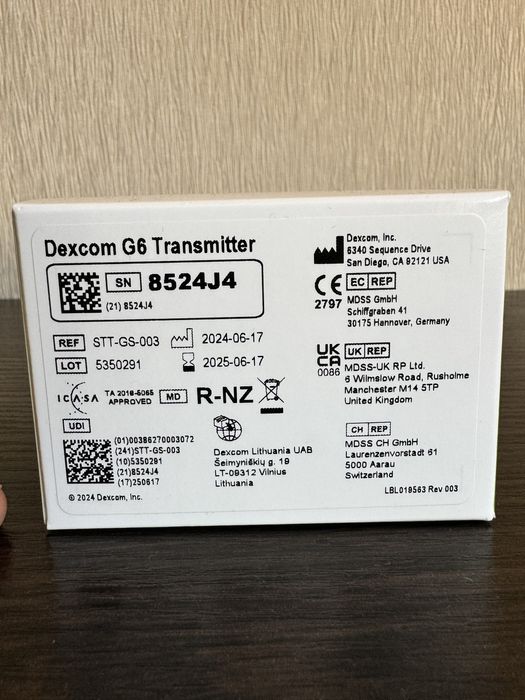 Dexcom G6 Transmitter
SN 8524J4
(21) 8524J4
REF STT-GS-003 2024-06-17
LOT 5350291 2025-06-17
ICASA TA 2018-5065 APPROVED MD R-NZ
UDI
(01)00386270003072
(241)STT-GS-003
(10)5350291
(21)8524J4
(17)250617
© 2024 Dexcom, Inc.
Dexcom Lithuania UAB
Šeimyniškių g. 19
LT-09312 Vilnius
Lithuania
Dexcom, Inc.
6340 Sequence Drive
San Diego, CA 92121 USA
CE 2797
EC REP
MDSS GmbH
Schiffgraben 41
30175 Hannover, Germany
UK CA 0086
UK REP
MDSS-UK RP Ltd.
6 Wilmslow Road, Rusholme
Manchester M14 5TP
United Kingdom
CH REP
MDSS CH GmbH
Laurenzenvorstadt 61
5000 Aarau
Switzerland
LBL019563 Rev 003